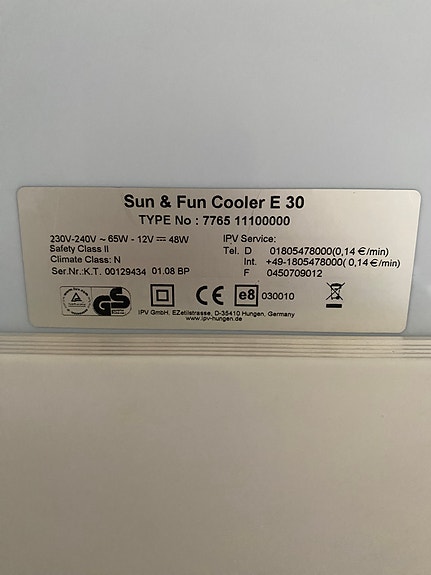 Sun & Fun Cooler E 30
TYPE No : 7765 11100000
230V-240V ~ 65W - 12V ⎓ 48W
Safety Class II
Climate Class: N
Ser.Nr.:K.T. 00129434 01.08 BP
IPV Service:
Tel. D 01805478000(0,14 €/min)
Int. +49-1805478000( 0,14 €/min)
F 0450709012
GS CE e8 030010
IPV GmbH, EZetilstrasse, D-35410 Hungen, Germany
www.ipv-hungen.de